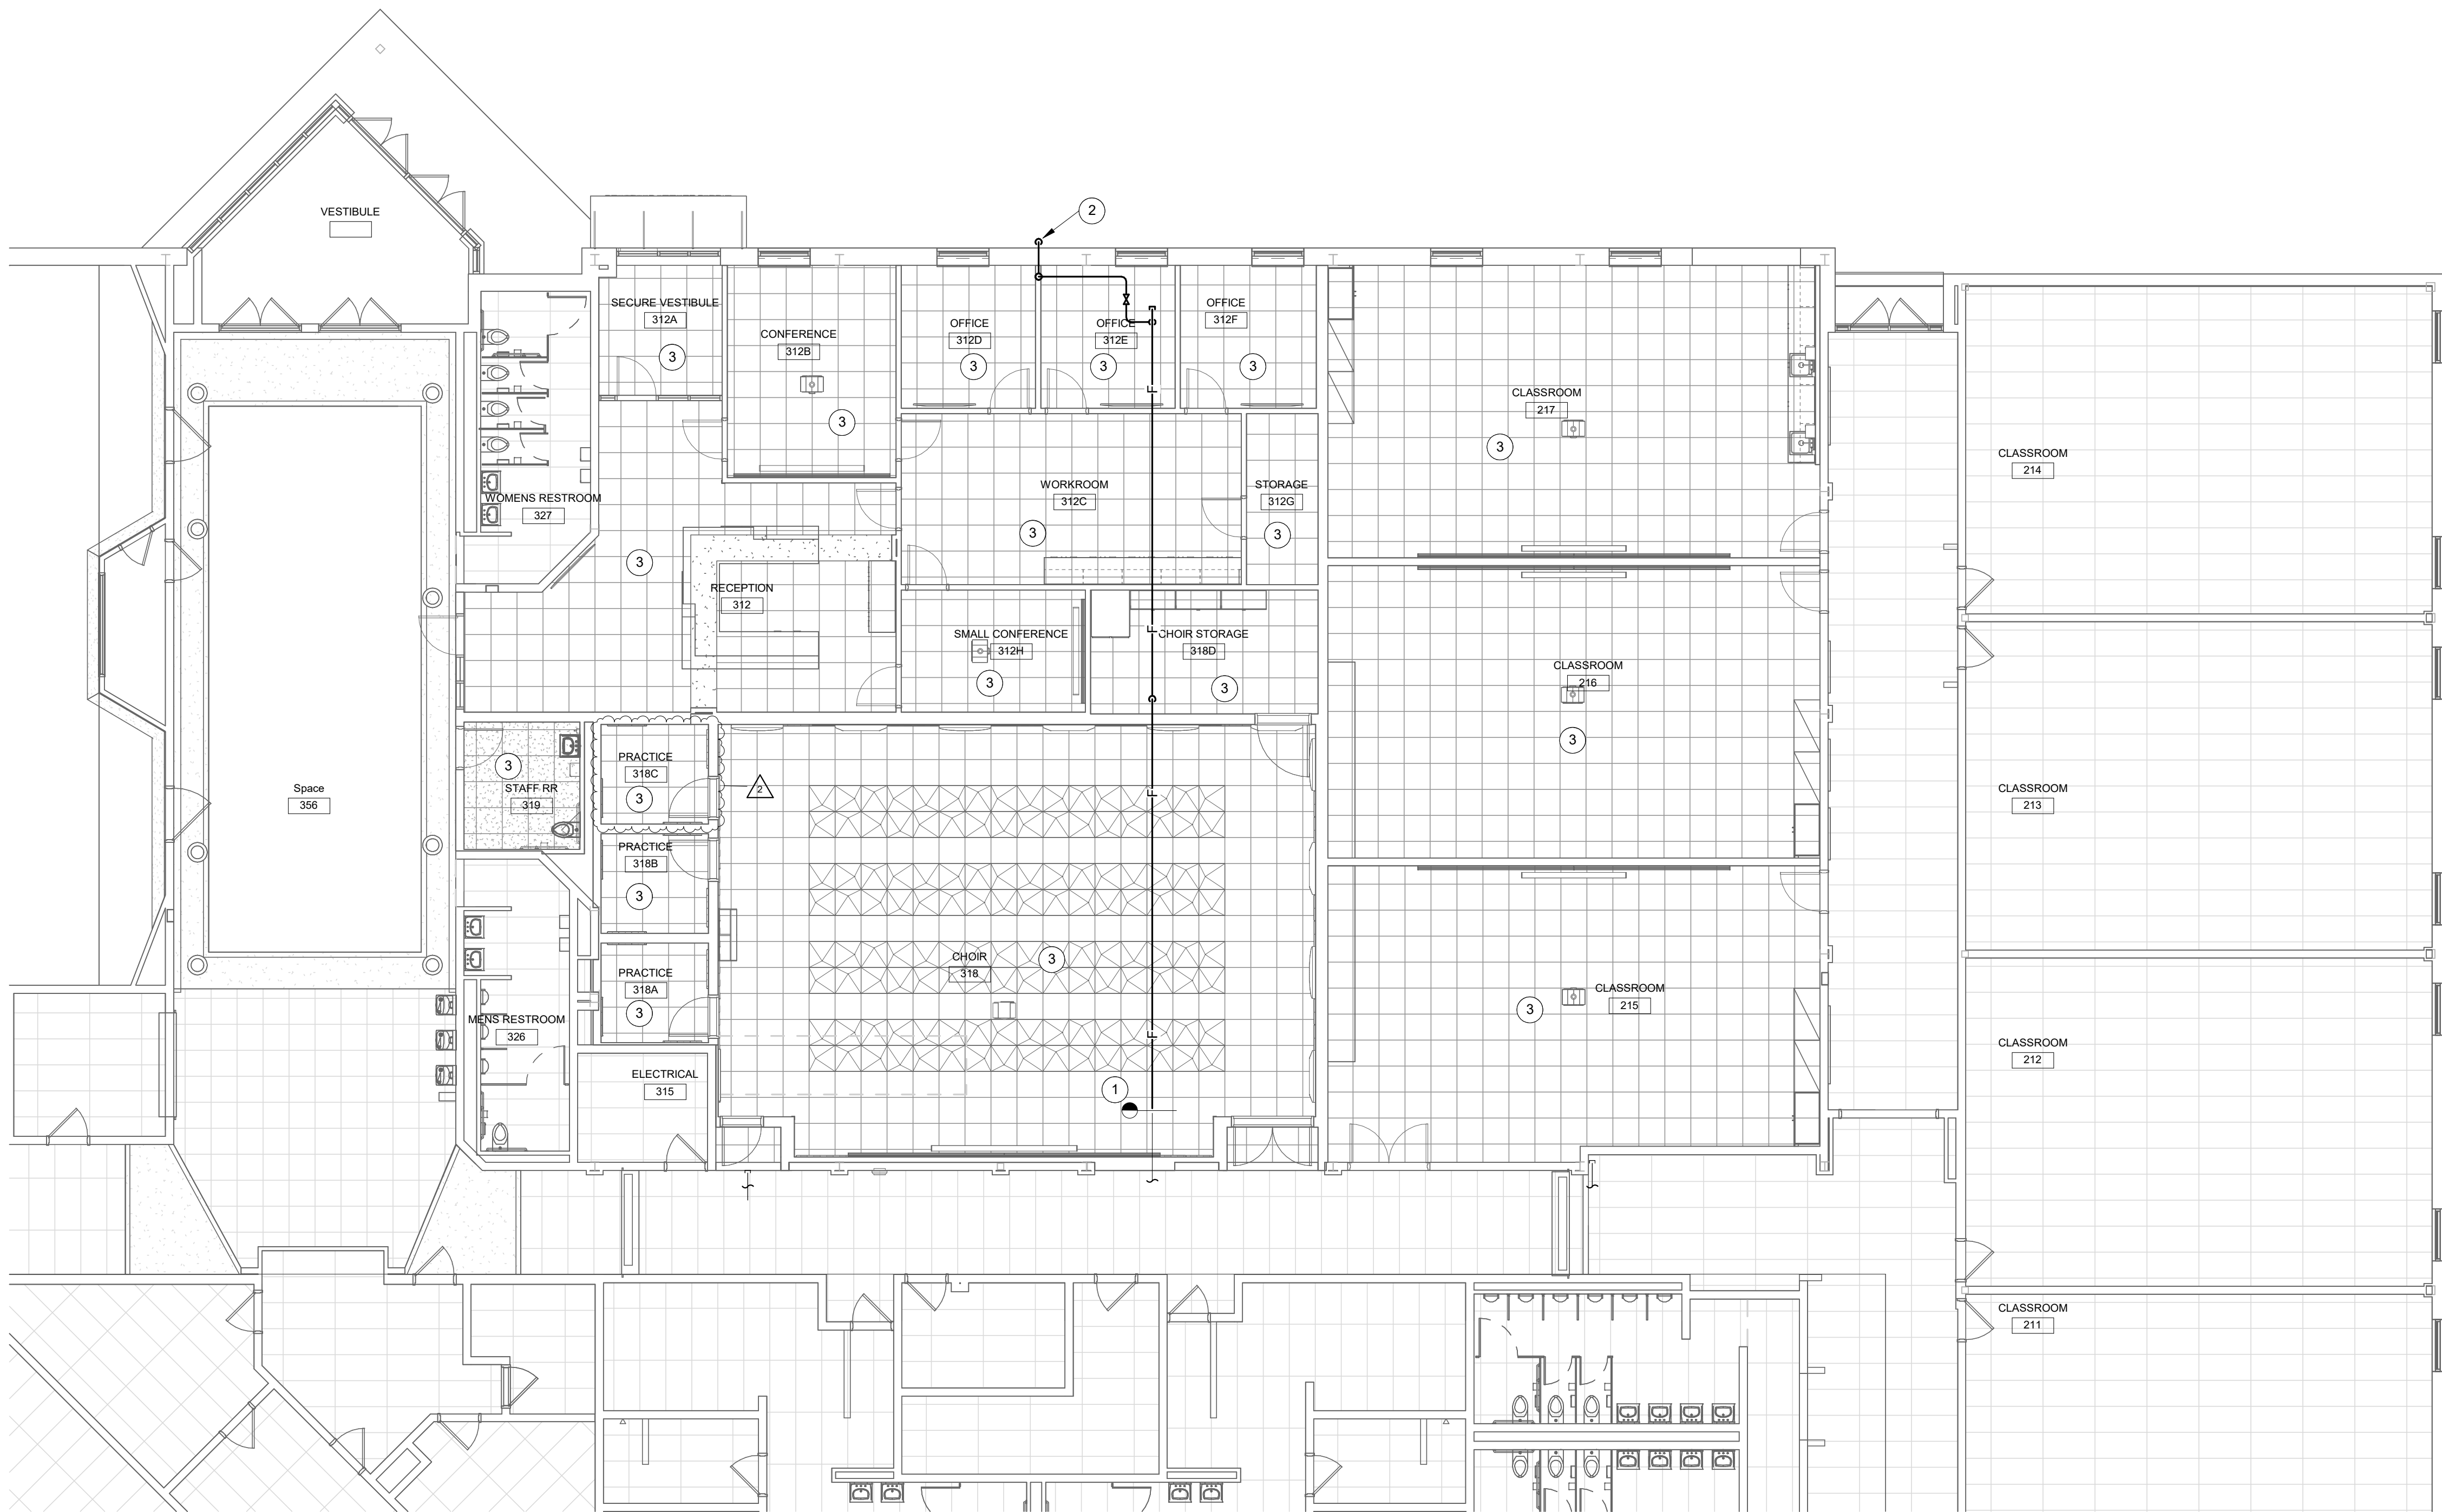 2
VESTIBULE
SECURE VESTIBULE
312A
3
CONFERENCE
312B
3
OFFICE
312D
3
OFFICE
312E
3
OFFICE
312F
3
CLASSROOM
217
3
CLASSROOM
214
WOMENS RESTROOM
327
3
WORKROOM
312C
3
STORAGE
312G
3
RECEPTION
312
SMALL CONFERENCE
312H
3
CHOIR STORAGE
318D
3
CLASSROOM
216
3
PRACTICE
318C
3
2
3
STAFF RR
319
Space
356
CLASSROOM
213
PRACTICE
318B
3
PRACTICE
318A
3
CHOIR
318
3
CLASSROOM
215
3
MENS RESTROOM
326
CLASSROOM
212
ELECTRICAL
315
1
CLASSROOM
211